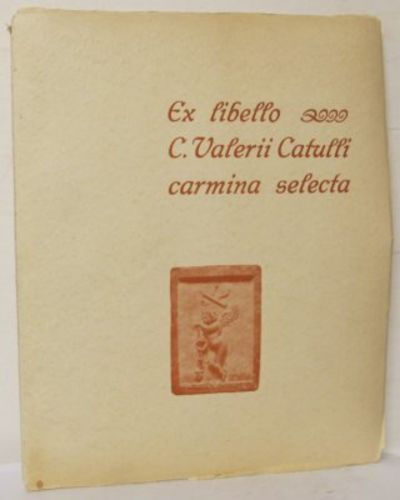 Ex libello
C. Valerii Catulli
carmina selecta